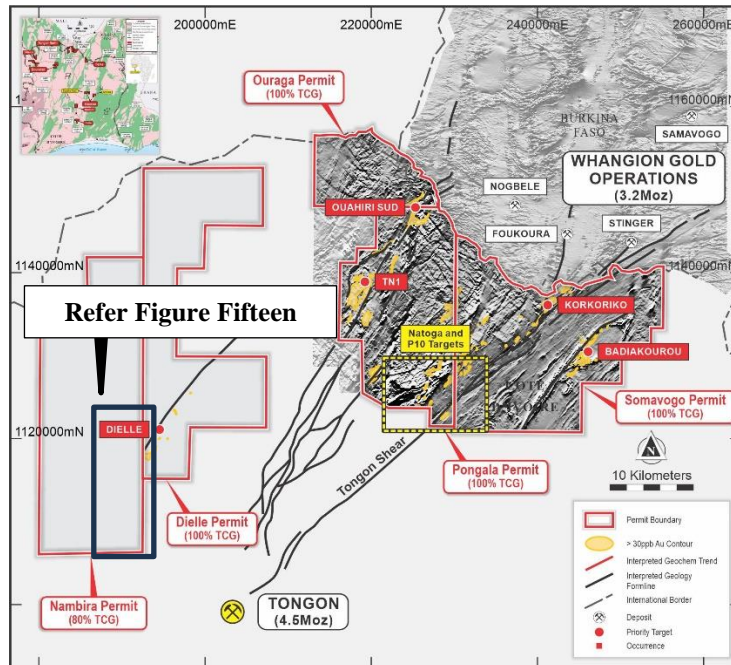 200000mE
220000mE
240000mE
260000mE
Ouraga Permit
(100% TCG)
1160000mN
BURKINA
FASO
SAMAVOGO
WHANGION GOLD
OPERATIONS
(3.2Moz)
NOGBELE
OUAHIRI SUD
FOUKOURA
STINGER
1140000mN
1140000mN
TN1
KORKORIKO
Refer Figure Fifteen
Natoga and
P10 Targets
BADIAKOUROU
Somavogo Permit
(100% TCG)
1120000mN
DIELLE
Tongon Shear
Pongala Permit
(100% TCG)
N
10 Kilometers
Dielle Permit
(100% TCG)
Permit Boundary
> 30ppb Au Contour
Interpreted Geochem Trend
Interpreted Geology
Formline
International Border
Deposit
Priority Target
Occurrence
Nambira Permit
(80% TCG)
TONGON
(4.5Moz)